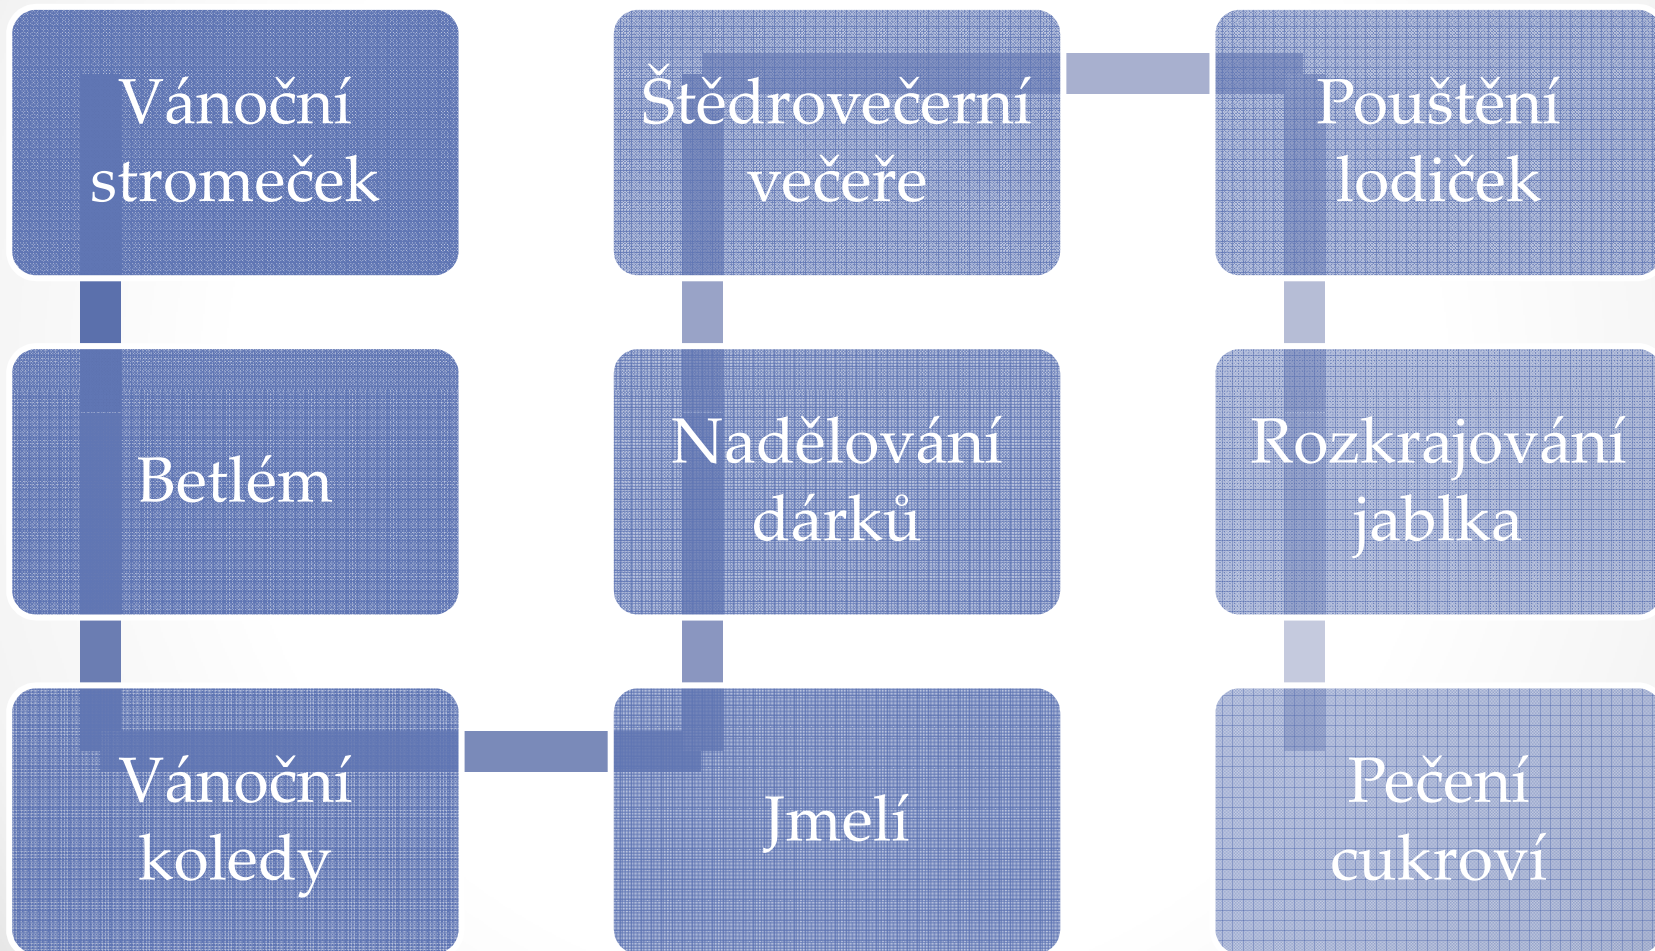 Vánoční
stromeček
Betlém
Vánoční
koledy
Jmelí
Nadělování
dárků
Štědrovečerní
večeře
Pouštění
lodiček
Rozkrajování
jablka
Pečení
cukroví